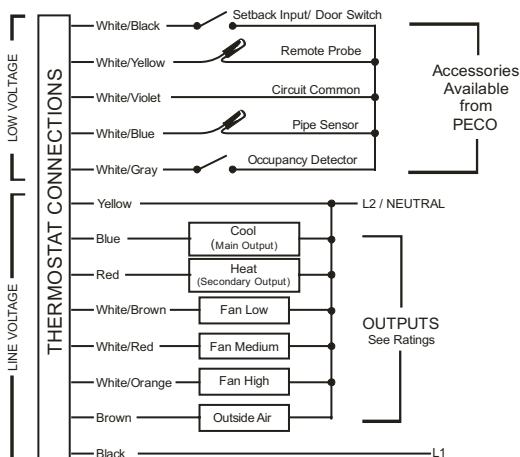 LOW VOLTAGE
LINE VOLTAGE
THERMOSTAT CONNECTIONS
White/Black
Setback Input/ Door Switch
White/Yellow
Remote Probe
White/Violet
Circuit Common
White/Blue
Pipe Sensor
White/Gray
Occupancy Detector
Accessories
Available
from
PECO
Yellow
L2 / NEUTRAL
Blue
Cool
(Main Output)
Red
Heat
(Secondary Output)
White/Brown
Fan Low
White/Red
Fan Medium
White/Orange
Fan High
Brown
Outside Air
OUTPUTS
See Ratings
Black
L1